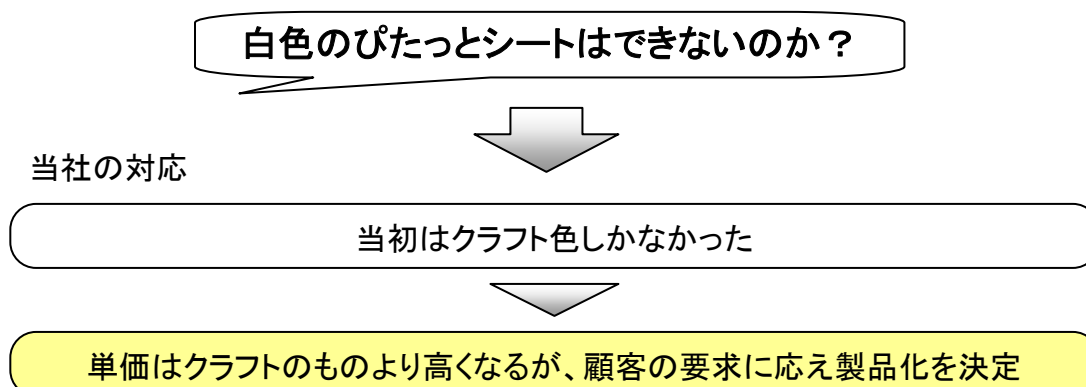 白色のぴたっとシートはできないのか？
当社の対応
当初はクラフト色しかなかった
単価はクラフトのものより高くなるが、顧客の要求に応え製品化を決定